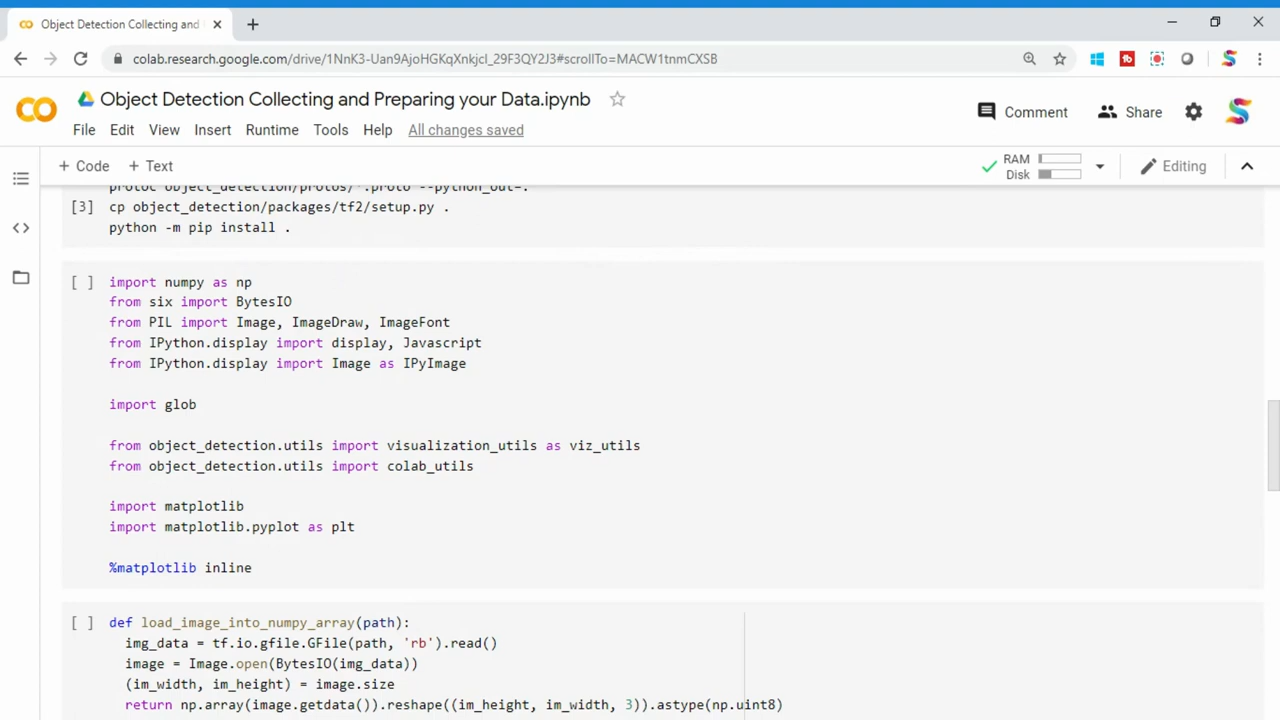 Object Detection Collecting and
colab.research.google.com/drive/1NnK3-Uan9AjoHGKqXnkjcI_29F3QY2J3#scrollTo=MACW1tnmCXSB
Object Detection Collecting and Preparing your Data.ipynb
Comment
Share
File Edit View Insert Runtime Tools Help All changes saved
+ Code + Text
RAM
Disk
Editing
protoc object_detection/protos/*.proto --python_out=.
[3] cp object_detection/packages/tf2/setup.py .
python -m pip install .
[ ] import numpy as np
from six import BytesIO
from PIL import Image, ImageDraw, ImageFont
from IPython.display import display, Javascript
from IPython.display import Image as IPyImage
import glob
from object_detection.utils import visualization_utils as viz_utils
from object_detection.utils import colab_utils
import matplotlib
import matplotlib.pyplot as plt
%matplotlib inline
[ ] def load_image_into_numpy_array(path):
img_data = tf.io.gfile.GFile(path, 'rb').read()
image = Image.open(BytesIO(img_data))
(im_width, im_height) = image.size
return np.array(image.getdata()).reshape((im_height, im_width, 3)).astype(np.uint8)